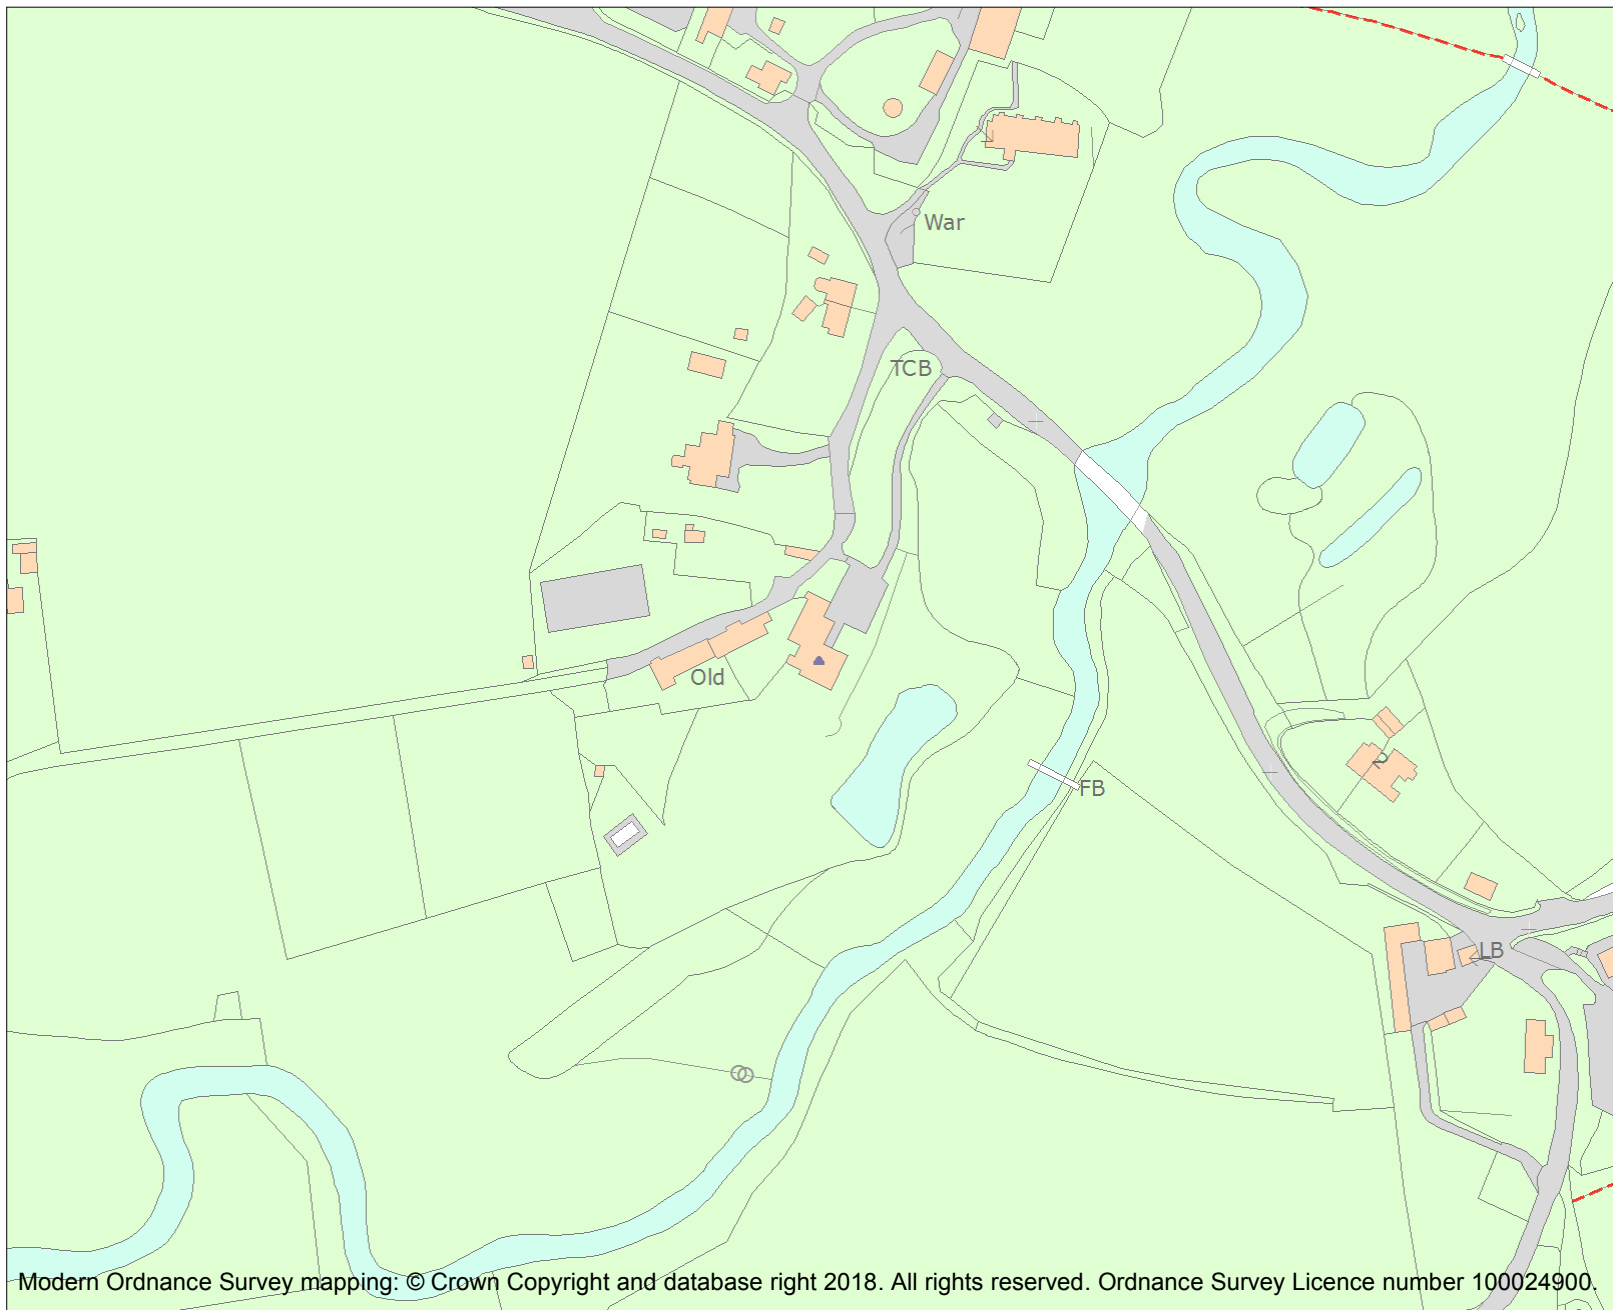 War
TCB
Old
FB
2
LB
Modern Ordnance Survey mapping: © Crown Copyright and database right 2018. All rights reserved. Ordnance Survey Licence number 100024900.